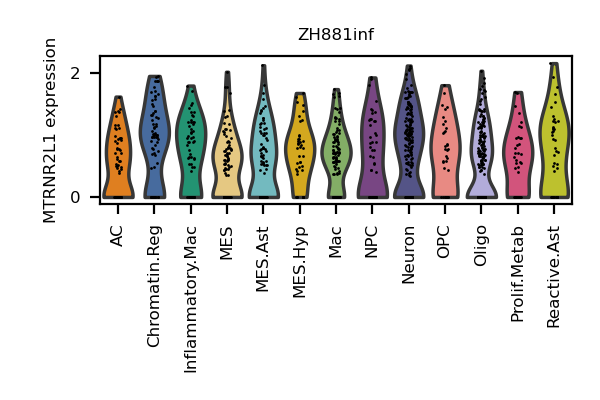 ZH881inf
MTRNR2L1 expression
2
0
AC
Chromatin.Reg
Inflammatory.Mac
MES
MES.Ast
MES.Hyp
Mac
NPC
Neuron
OPC
Oligo
Prolif.Metab
Reactive.Ast